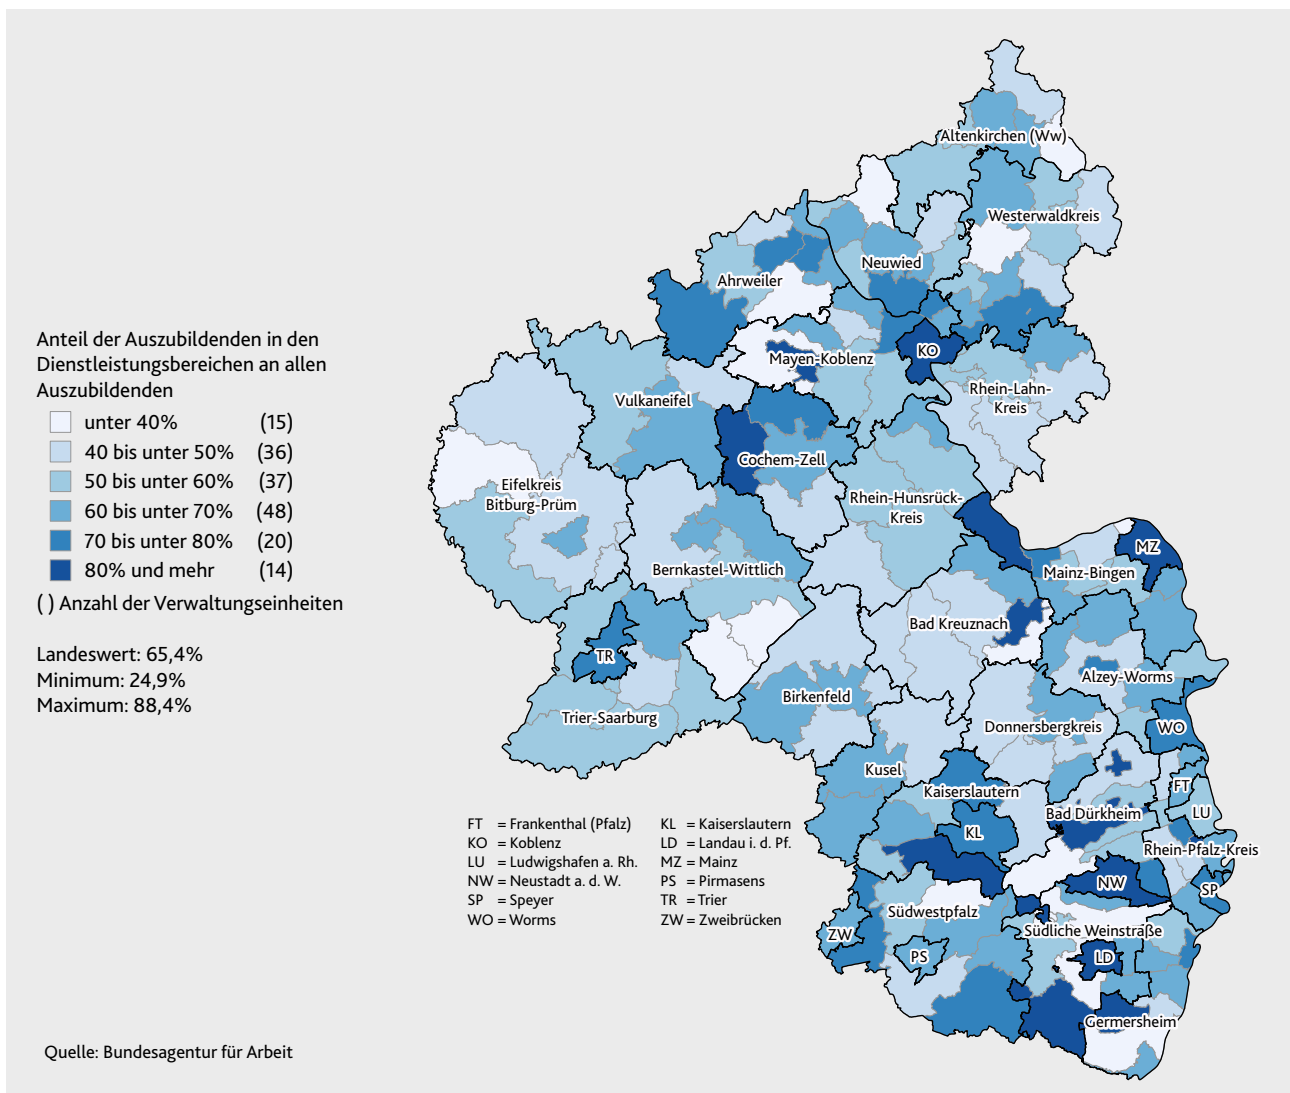 Anteil der Auszubildenden in den
Dienstleistungsbereichen an allen
Auszubildenden
unter 40% (15)
40 bis unter 50% (36)
50 bis unter 60% (37)
60 bis unter 70% (48)
70 bis unter 80% (20)
80% und mehr (14)
( ) Anzahl der Verwaltungseinheiten
Landeswert: 65,4%
Minimum: 24,9%
Maximum: 88,4%
Altenkirchen (Ww)
Westerwaldkreis
Neuwied
Ahrweiler
KO
Mayen-Koblenz
Rhein-Lahn-
Kreis
Vulkaneifel
Cochem-Zell
Eifelkreis
Bitburg-Prüm
Rhein-Hunsrück-
Kreis
MZ
Bernkastel-Wittlich
Mainz-Bingen
Bad Kreuznach
TR
Alzey-Worms
Birkenfeld
Trier-Saarburg
Donnersbergkreis
WO
Kusel
Kaiserslautern
FT
Bad Dürkheim
LU
KL
Rhein-Pfalz-Kreis
NW
SP
Südwestpfalz
ZW
Südliche Weinstraße
PS
LD
Germersheim
FT = Frankenthal (Pfalz) KL = Kaiserslautern
KO = Koblenz LD = Landau i. d. Pf.
LU = Ludwigshafen a. Rh. MZ = Mainz
NW = Neustadt a. d. W. PS = Pirmasens
SP = Speyer TR = Trier
WO = Worms ZW = Zweibrücken
Quelle: Bundesagentur für Arbeit